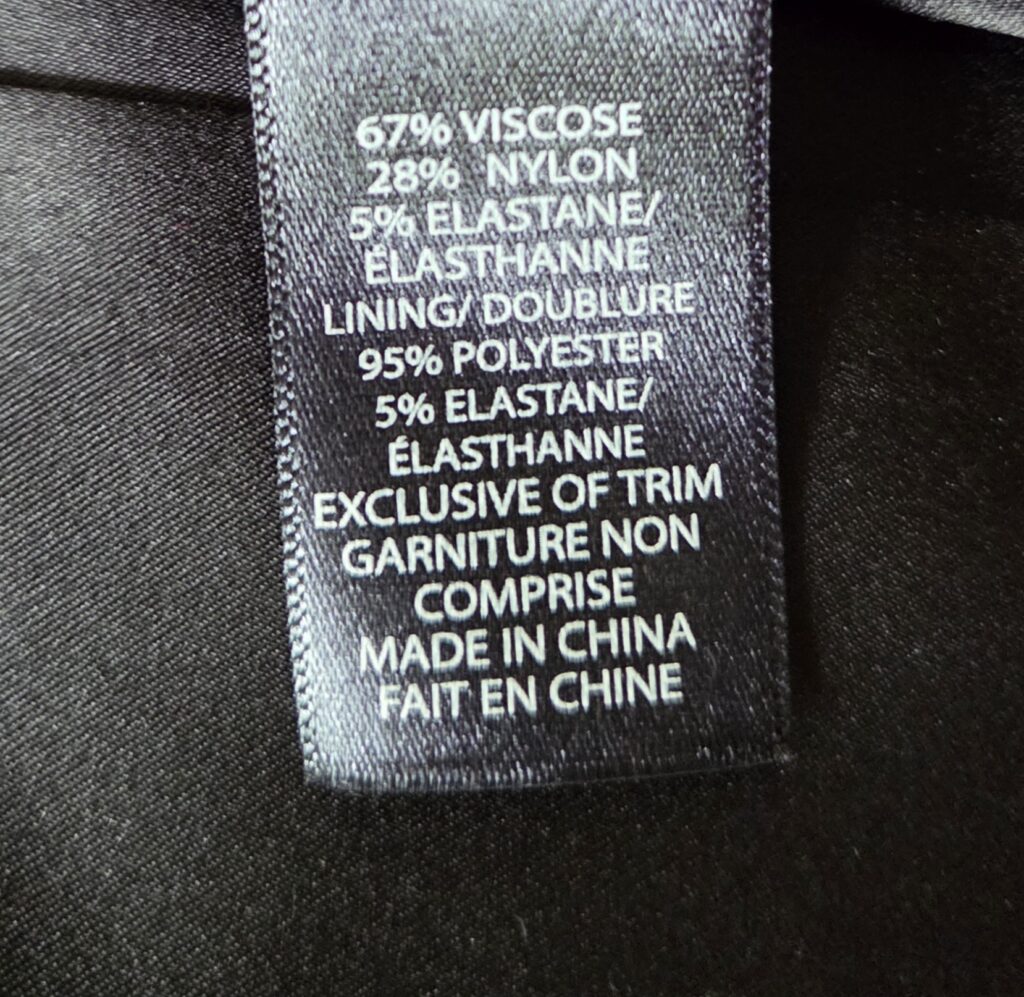 67% VISCOSE
28% NYLON
5% ELASTANE/
ÉLASTHANNE
LINING/ DOUBLURE
95% POLYESTER
5% ELASTANE/
ÉLASTHANNE
EXCLUSIVE OF TRIM
GARNITURE NON
COMPRISE
MADE IN CHINA
FAIT EN CHINE